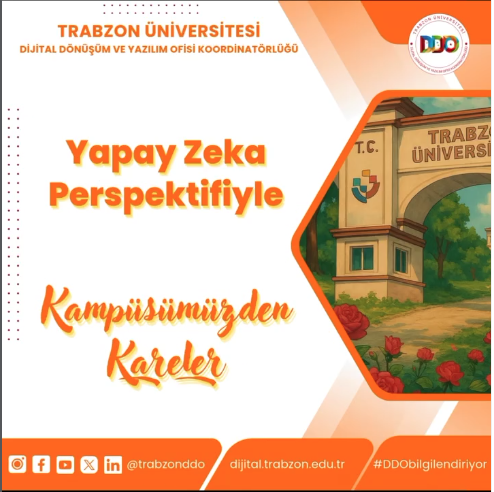 TRABZON ÜNİVERSİTESİ
DİJİTAL DÖNÜŞÜM VE YAZILIM OFİSİ KOORDİNATÖRLÜĞÜ
DDO
Yapay Zeka
Perspektifiyle
T.C.
TRABZ
ÜNİVERSİ
Kampüsümüzden
Kareler
@trabzonddo
dijital.trabzon.edu.tr
#DDObilgilendiriyor